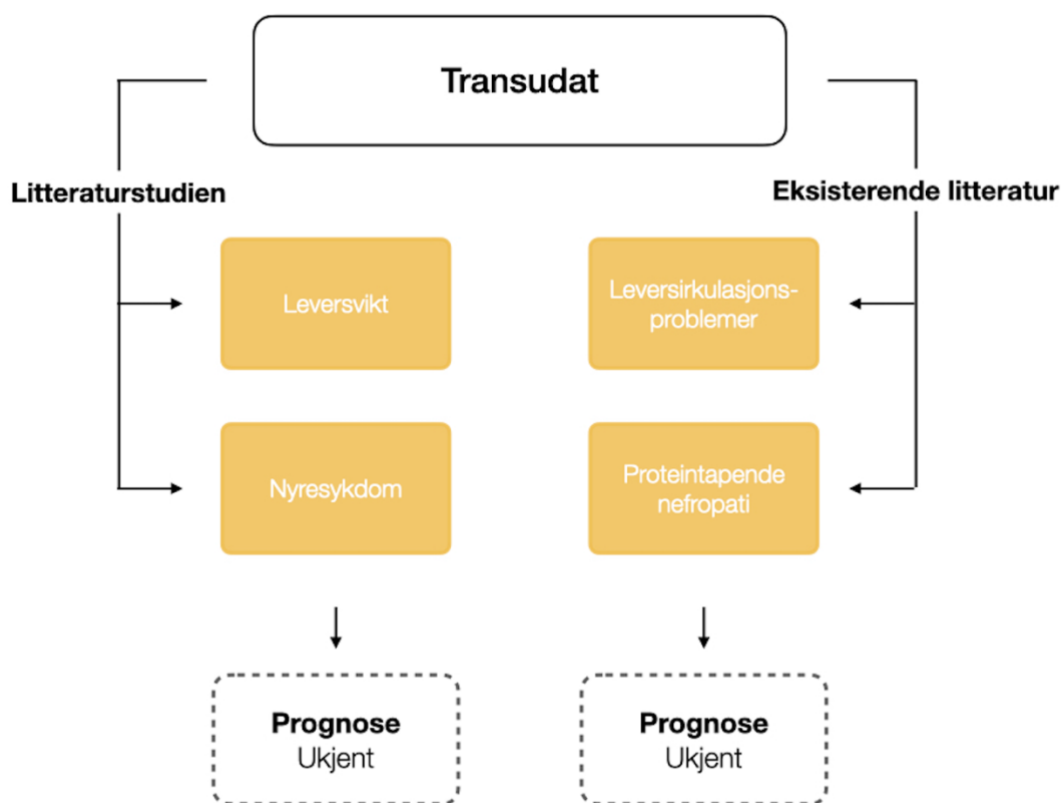 Transudat
Litteraturstudien
Eksisterende litteratur
Leversvikt
Leversirkulasjons-
problemer
Nyresykdom
Proteintapende
nefropati
Prognose
Ukjent
Prognose
Ukjent